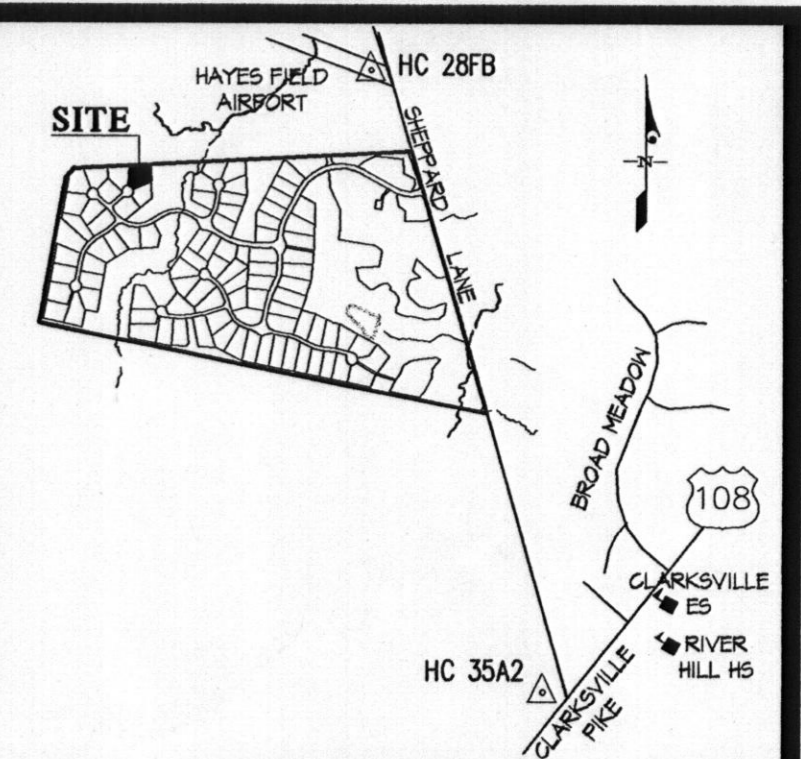 HC 28FB
HAYES FIELD
AIRPORT
SITE
SHEPPARD
LANE
N
BROAD MEADOW
108
CLARKSVILLE
ES
RIVER
HILL HS
HC 35A2
CLARKSVILLE
PIKE